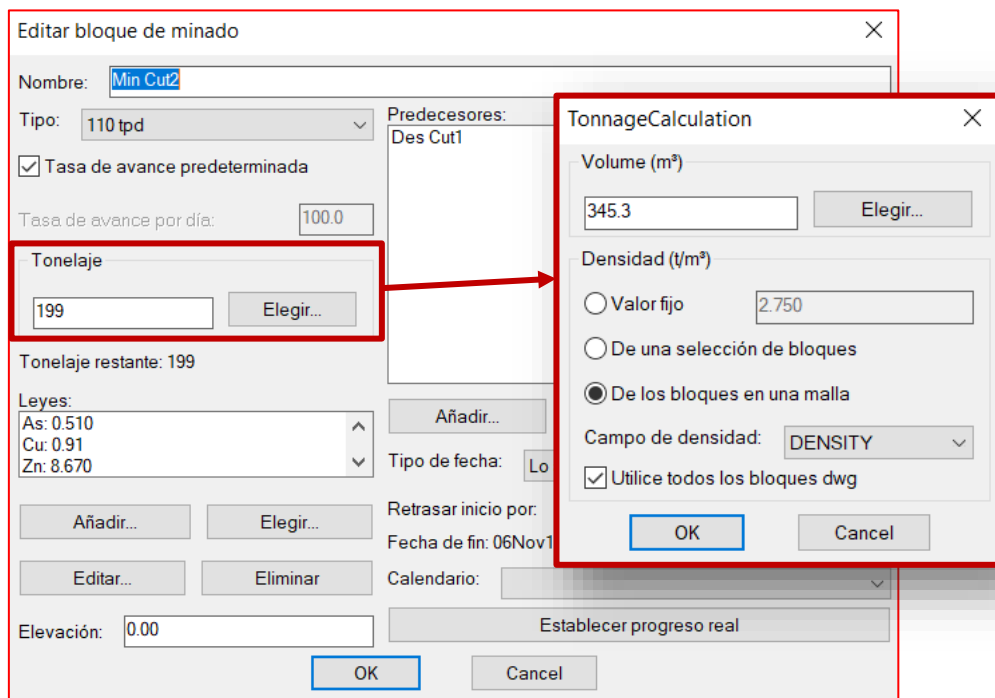 Editar bloque de minado
Nombre: Min Cut2
Tipo: 110 tpd
Tasa de avance predeterminada
Tasa de avance por día: 100.0
Tonelaje
199 Elegir...
Tonelaje restante: 199
Leyes:
As: 0.510
Cu: 0.91
Zn: 8.670
Añadir... Elegir...
Editar... Eliminar
Elevación: 0.00
Predecesores:
Des Cut1
Añadir...
Tipo de fecha: Lo
Retrasar inicio por:
Fecha de fin: 06Nov1
Calendario:
Establecer progreso real
OK Cancel
TonnageCalculation
Volume (m³)
345.3 Elegir...
Densidad (t/m³)
Valor fijo 2.750
De una selección de bloques
De los bloques en una malla
Campo de densidad: DENSITY
Utilice todos los bloques dwg
OK Cancel